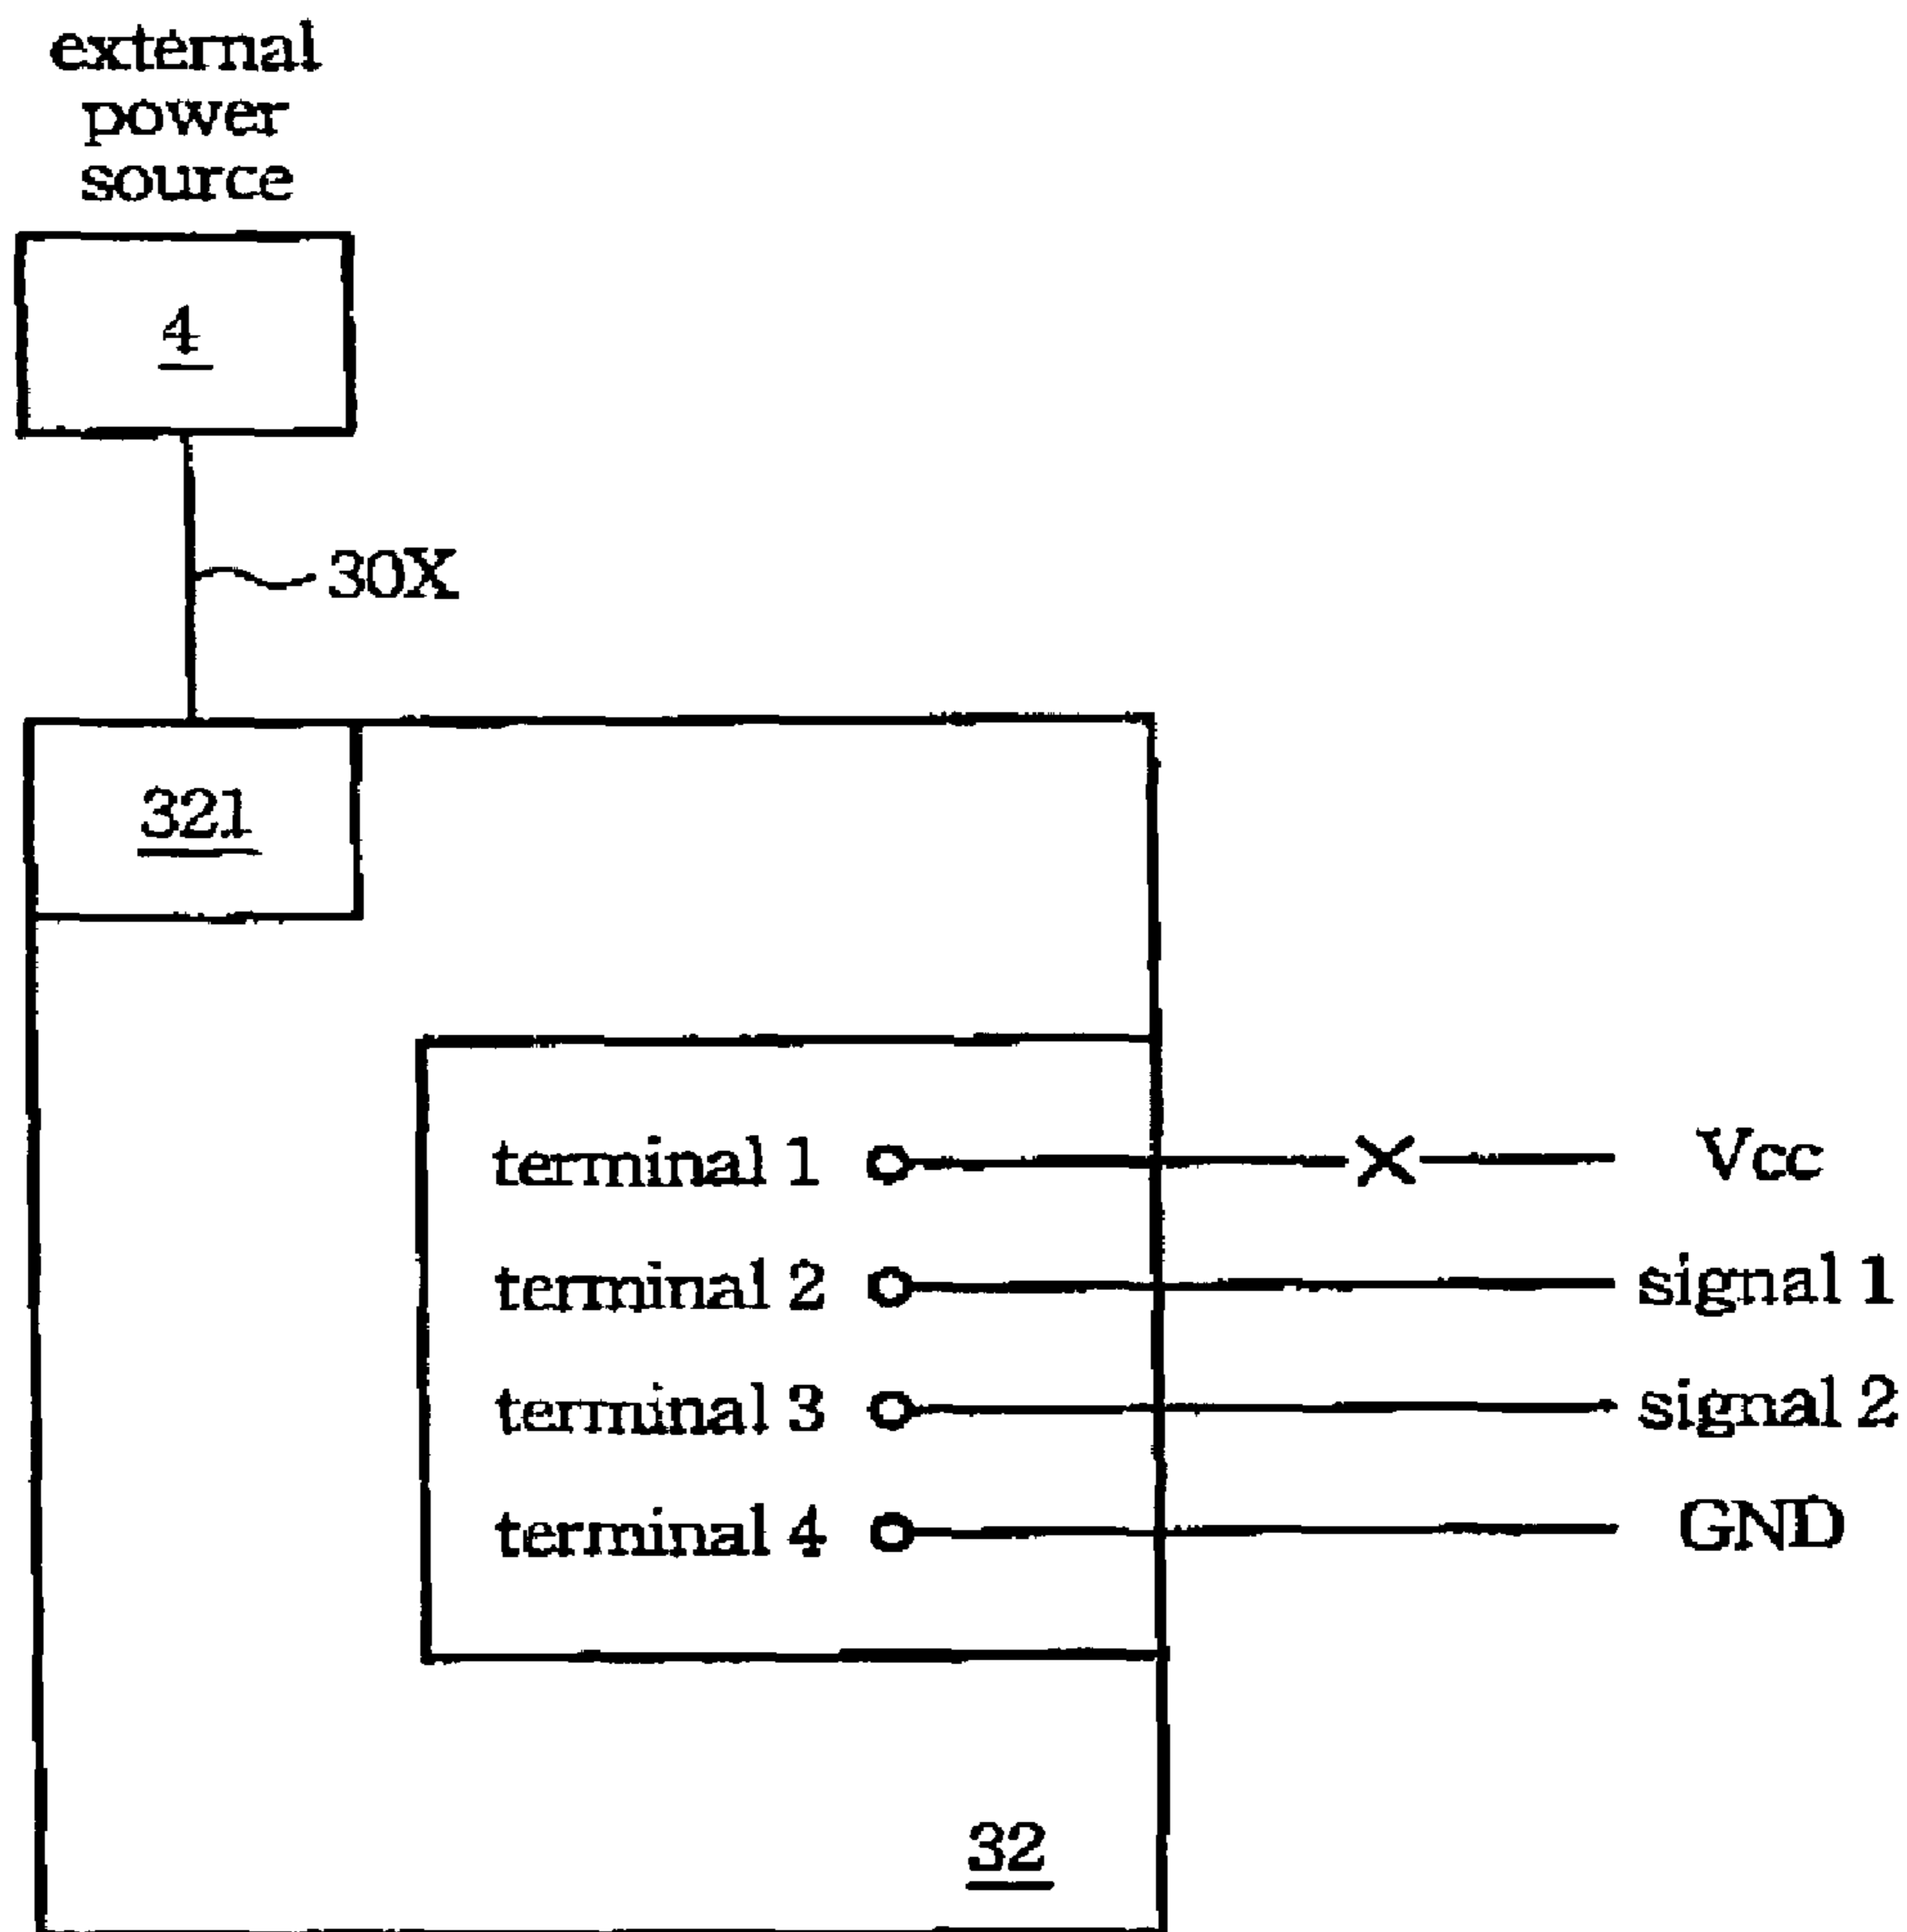 external
power
source
4
30X
321
terminal 1
Vcc
terminal 2
signal 1
terminal 3
signal 2
terminal 4
GND
32